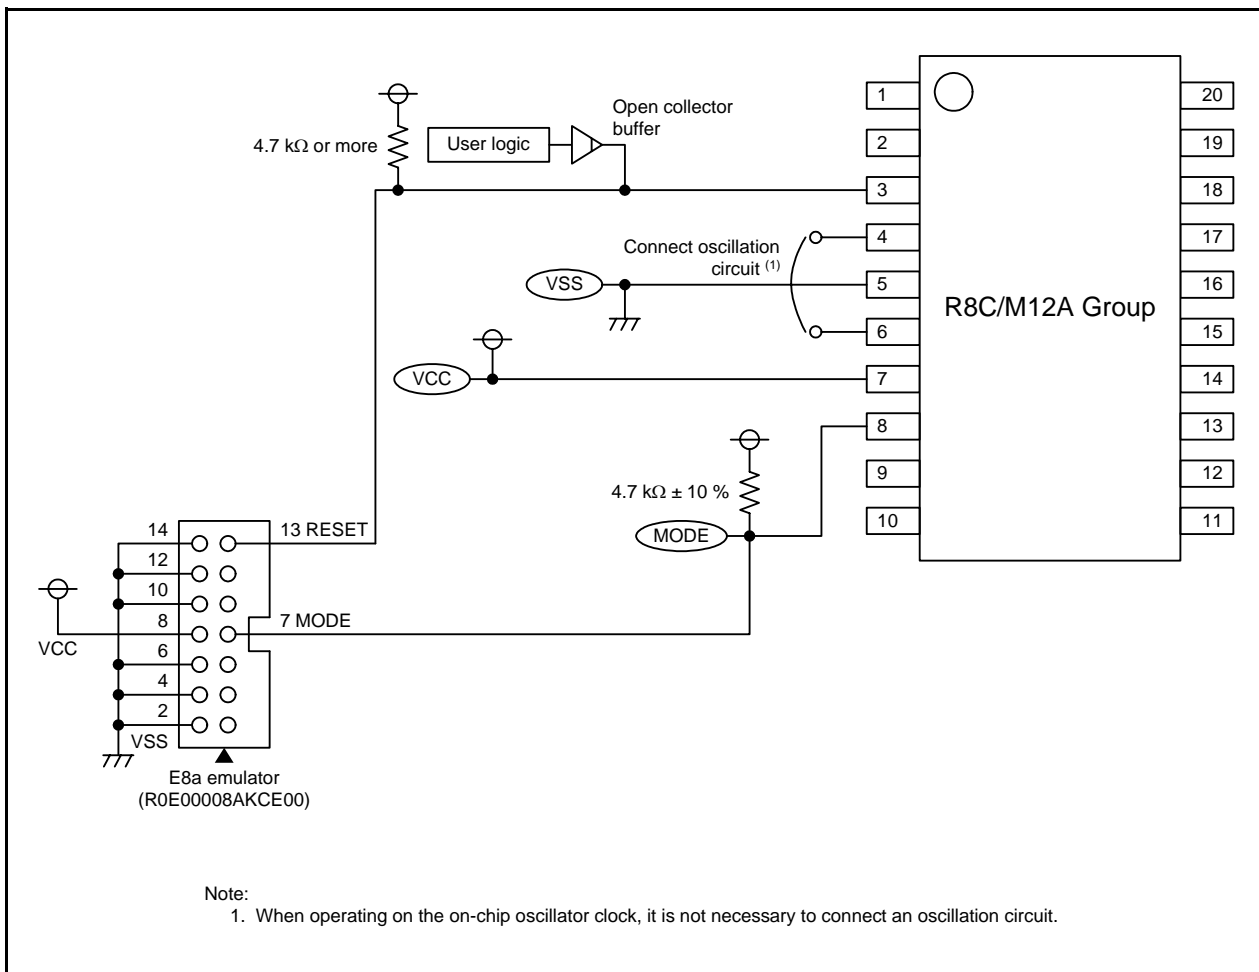 4.7 kΩ or more
User logic
Open collector
buffer
Connect oscillation
circuit (1)
VSS
VCC
4.7 kΩ ± 10 %
MODE
1
2
3
4
5
6
7
8
9
10
R8C/M12A Group
20
19
18
17
16
15
14
13
12
11
14
12
10
8
6
4
2
VCC
VSS
13 RESET
7 MODE
E8a emulator
(R0E00008AKCE00)
Note:
1. When operating on the on-chip oscillator clock, it is not necessary to connect an oscillation circuit.